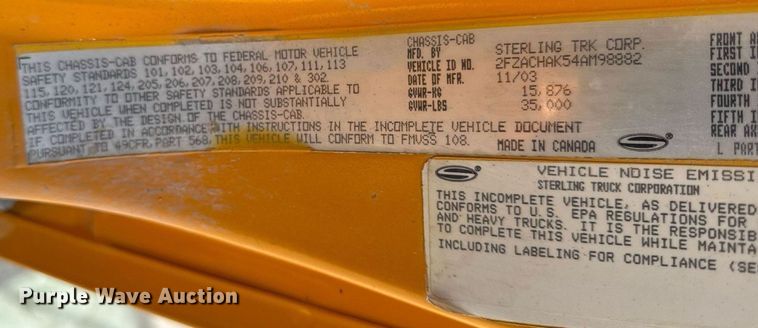 THIS CHASSIS-CAB CONFORMS TO FEDERAL MOTOR VEHICLE
SAFETY STANDARDS 101, 102, 103, 104, 106, 107, 111, 113
115, 120, 121, 124, 205, 206, 207, 208, 209, 210 & 302.
CONFORMITY TO OTHER SAFETY STANDARDS APPLICABLE TO
THIS VEHICLE WHEN COMPLETED IS NOT SUBSTANTIALLY
AFFECTED BY THE DESIGN OF THE CHASSIS-CAB.
IF COMPLETED IN ACCORDANCE WITH INSTRUCTIONS IN THE INCOMPLETE VEHICLE DOCUMENT
PURSUANT TO 49CFR, PART 568, THIS VEHICLE WILL CONFORM TO FMVSS 108.
CHASSIS-CAB
MFD. BY STERLING TRK CORP.
VEHICLE ID NO. 2FZACHAK54AM98882
DATE OF MFR. 11/03
GVWR-KG 15,876
GVWR-LBS 35,000
MADE IN CANADA
FRONT
FIRST I
SECOND
THIRD I
FOURTH
FIFTH I
REAR AX
L PART
VEHICLE NOISE EMISSI
STERLING TRUCK CORPORATION
THIS INCOMPLETE VEHICLE, AS DELIVERED
CONFORMS TO U.S. EPA REGULATIONS FOR
AND HEAVY TRUCKS. IT IS THE RESPONSIB
TO COMPLETE THIS VEHICLE WHILE MAINTA
INCLUDING LABELING FOR COMPLIANCE (SE
Purple Wave Auction